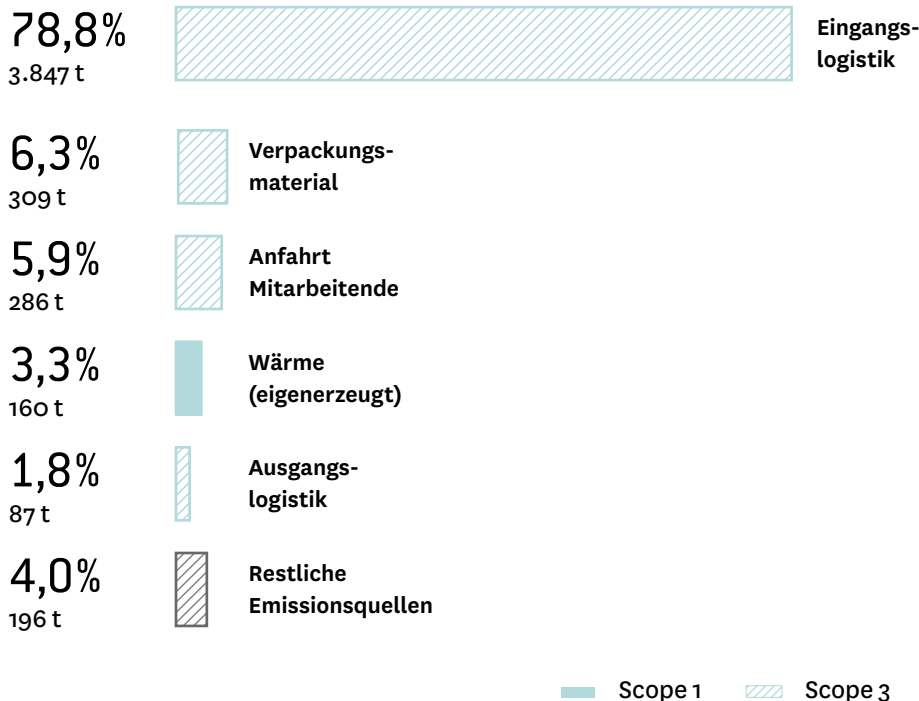 78,8%
3.847 t
Eingangs-
logistik
6,3%
309 t
Verpackungs-
material
5,9%
286 t
Anfahrt
Mitarbeitende
3,3%
160 t
Wärme
(eigenerzeugt)
1,8%
87 t
Ausgangs-
logistik
4,0%
196 t
Restliche
Emissionsquellen
Scope 1
Scope 3